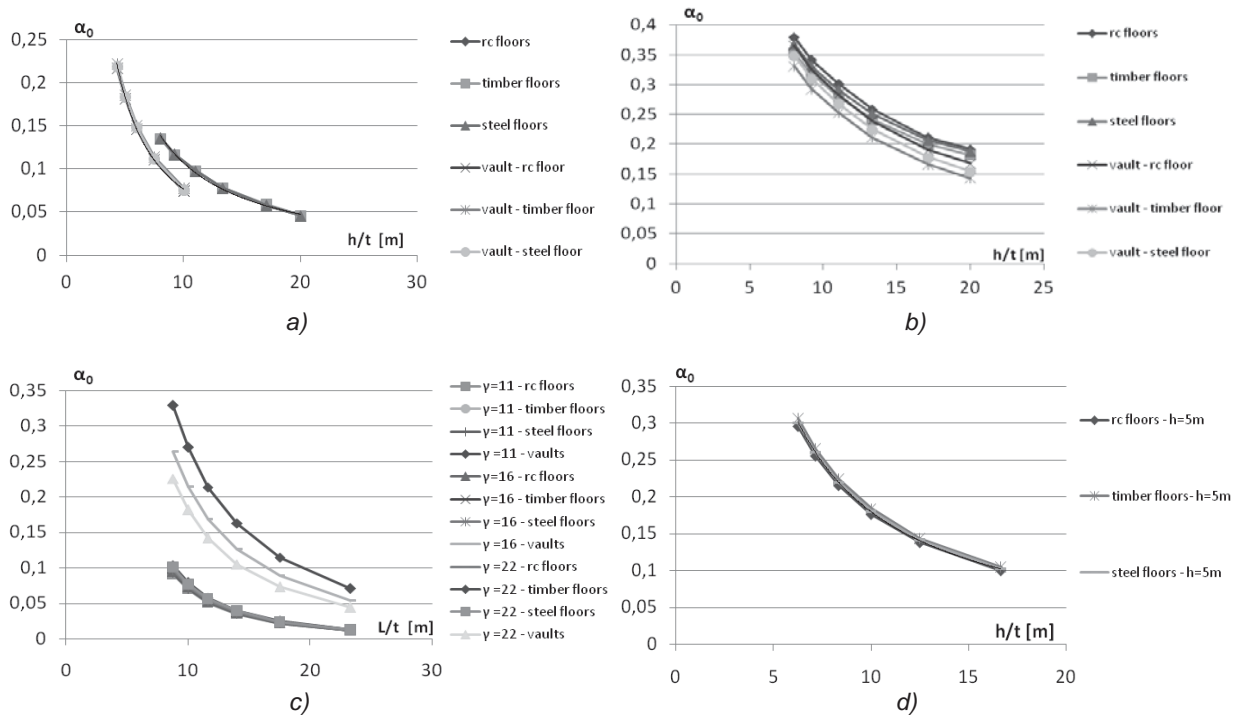 α₀
0,25
0,2
0,15
0,1
0,05
0
h/t [m]
0 10 20
rc floors
timber floors
steel floors
vault - rc floor
vault - timber floor
vault - steel floor
a)
α₀
0,4
0,35
0,3
0,25
0,2
0,15
0,1
0,05
0
h/t [m]
0 5 10 15 20 25
rc floors
timber floors
steel floors
vault - rc floor
vault - timber floor
vault - steel floor
b)
α₀
0,35
0,3
0,25
0,2
0,15
0,1
0,05
0
L/t [m]
0 10 20 30
γ=11 - rc floors
γ=11 - timber floors
γ=11 - steel floors
γ=11 - vaults
γ=16 - rc floors
γ=16 - timber floors
γ=16 - steel floors
γ=16 - vaults
γ=22 - rc floors
γ=22 - timber floors
γ=22 - steel floors
γ=22 - vaults
c)
α₀
0,35
0,3
0,25
0,2
0,15
0,1
0,05
0
h/t [m]
0 5 10 15 20
rc floors - h=5m
timber floors- h=5m
steel floors - h=5m
d)